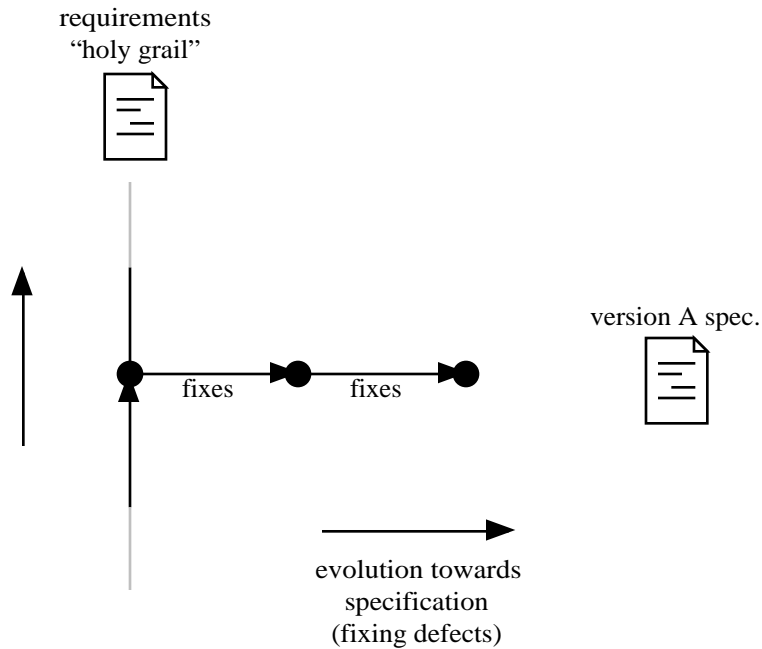 requirements
“holy grail”
version A spec.
fixes
fixes
evolution towards
specification
(fixing defects)